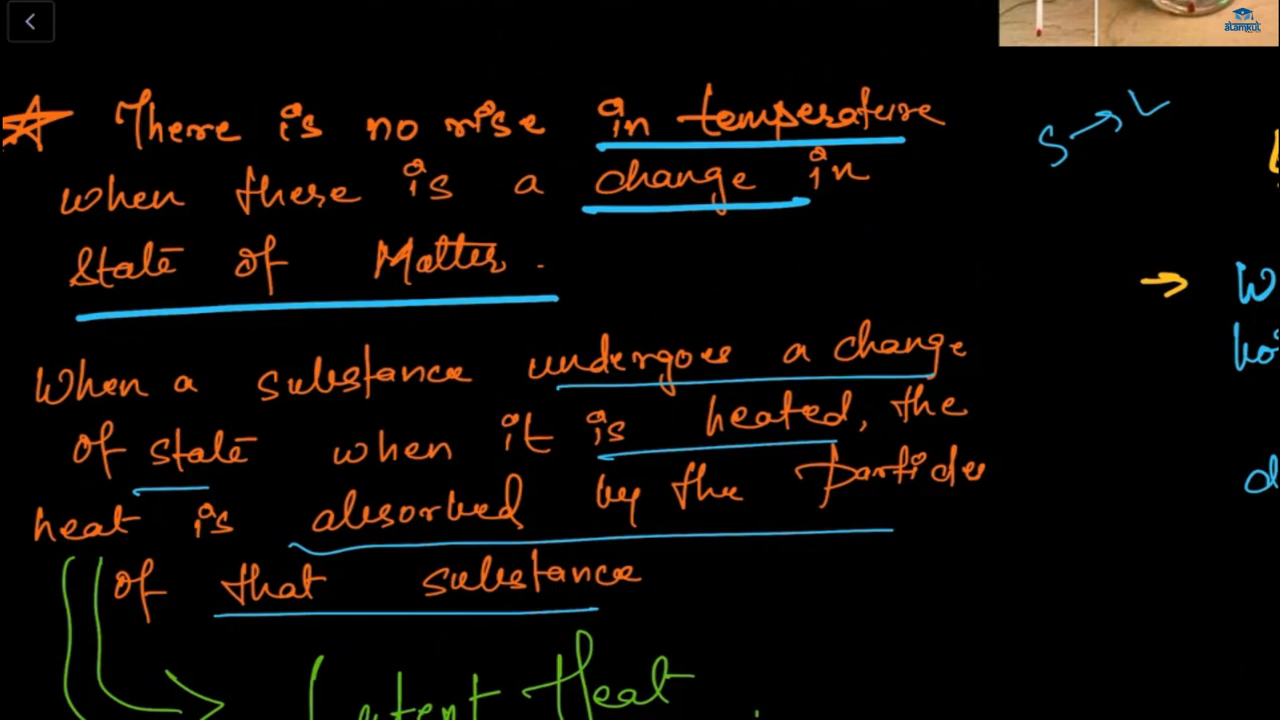 alamkul
There is no rise in temperature
when there is a change in
State of Matter.
S → L
When a substance undergoes a change
of state when it is heated, the
heat is absorbed by the particles
of that substance
→ Latent Heat
→ W